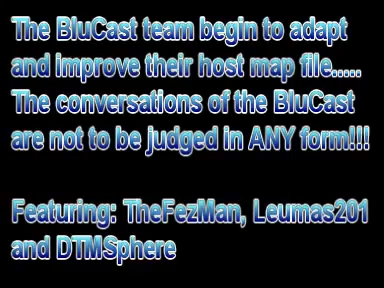 The BluCast team begin to adapt
and improve their host map file.....
The conversations of the BluCast
are not to be judged in ANY form!!!
Featuring: TheFezMan, Leumas201
and DTMSphere